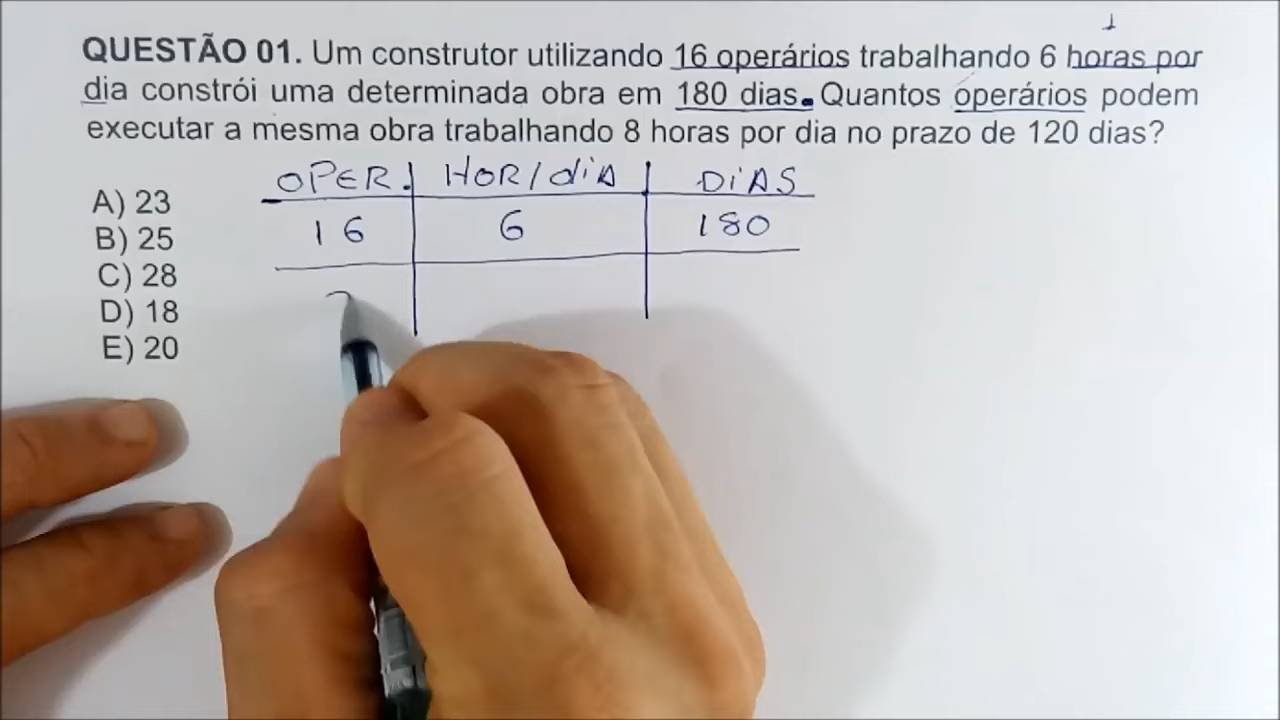 QUESTÃO 01. Um construtor utilizando 16 operários trabalhando 6 horas por
dia constrói uma determinada obra em 180 dias. Quantos operários podem
executar a mesma obra trabalhando 8 horas por dia no prazo de 120 dias?
OPER. HOR/diA DiAS
16 6 180
A) 23
B) 25
C) 28
D) 18
E) 20